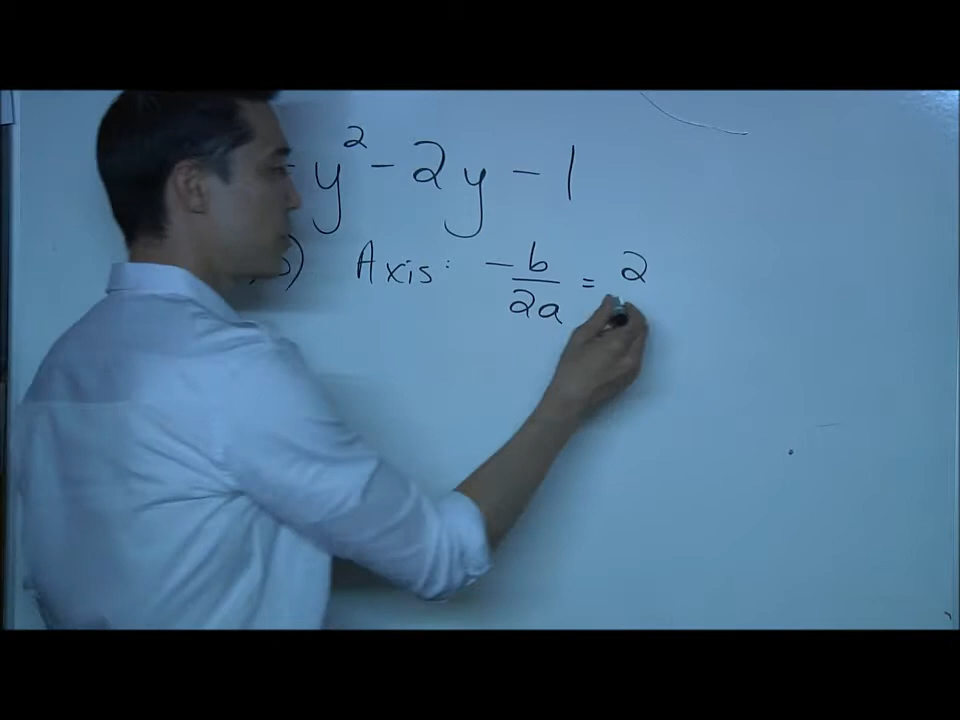 y² - 2y - 1
) Axis: -b/2a = 2